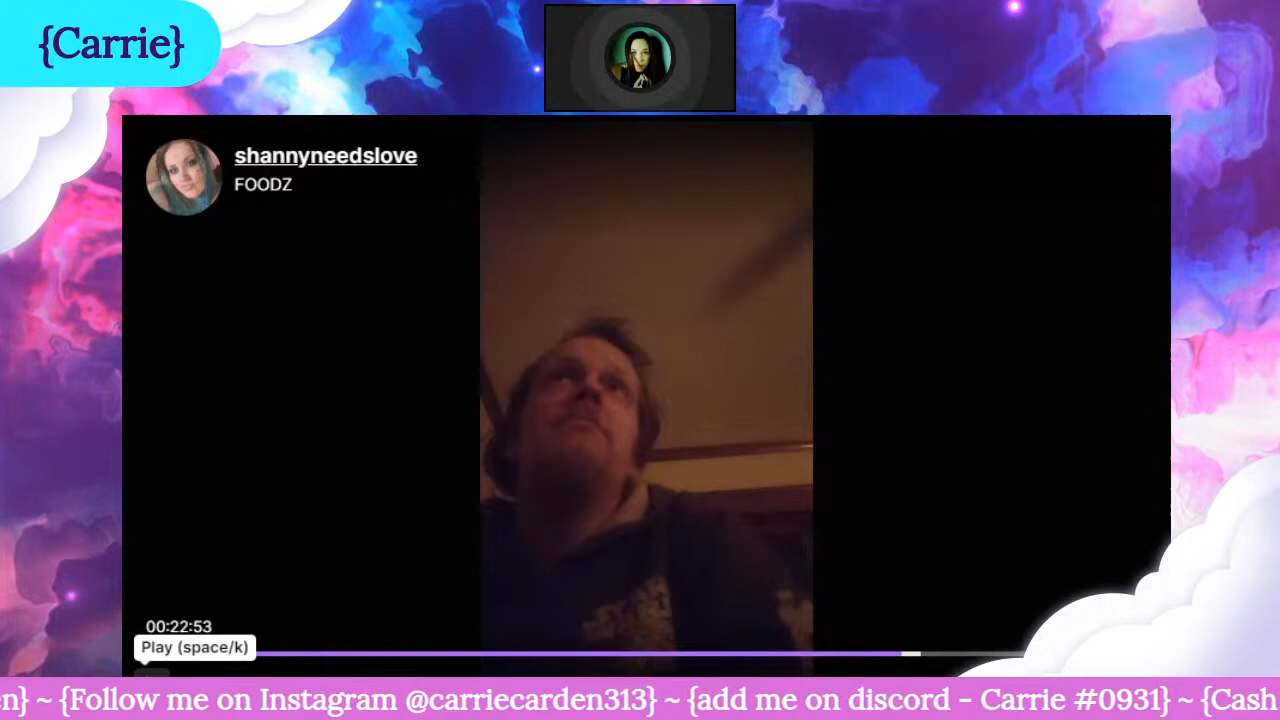 {Carrie}
shannyneedslove
FOODZ
00:22:53
Play (space/k)
en} ~ {Follow me on Instagram @carriecarden313} ~ {add me on discord - Carrie #0931} ~ {Cash